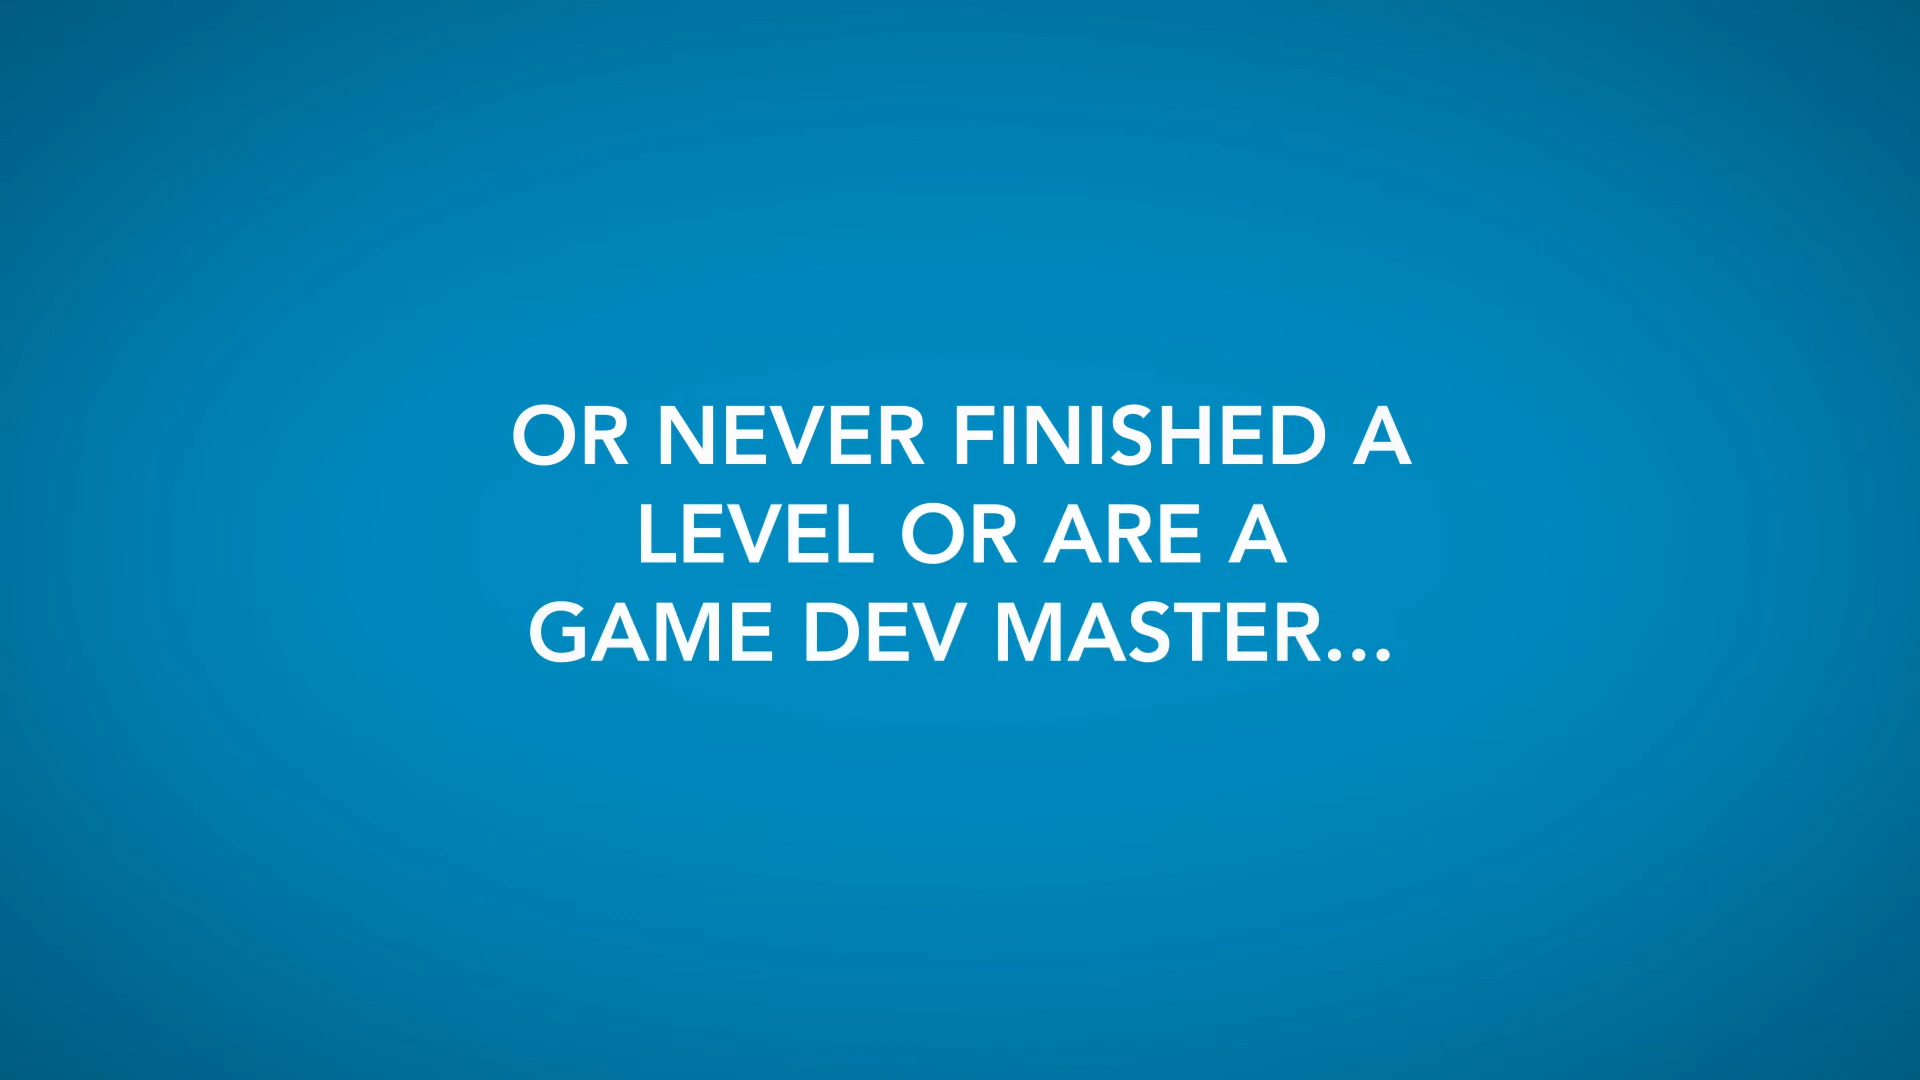 OR NEVER FINISHED A
LEVEL OR ARE A
GAME DEV MASTER...